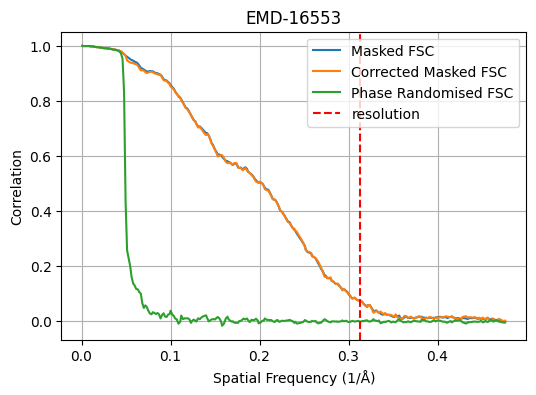 EMD-16553
Masked FSC
Corrected Masked FSC
Phase Randomised FSC
resolution
1.0
0.8
0.6
0.4
0.2
0.0
Correlation
0.0 0.1 0.2 0.3 0.4
Spatial Frequency (1/Å)